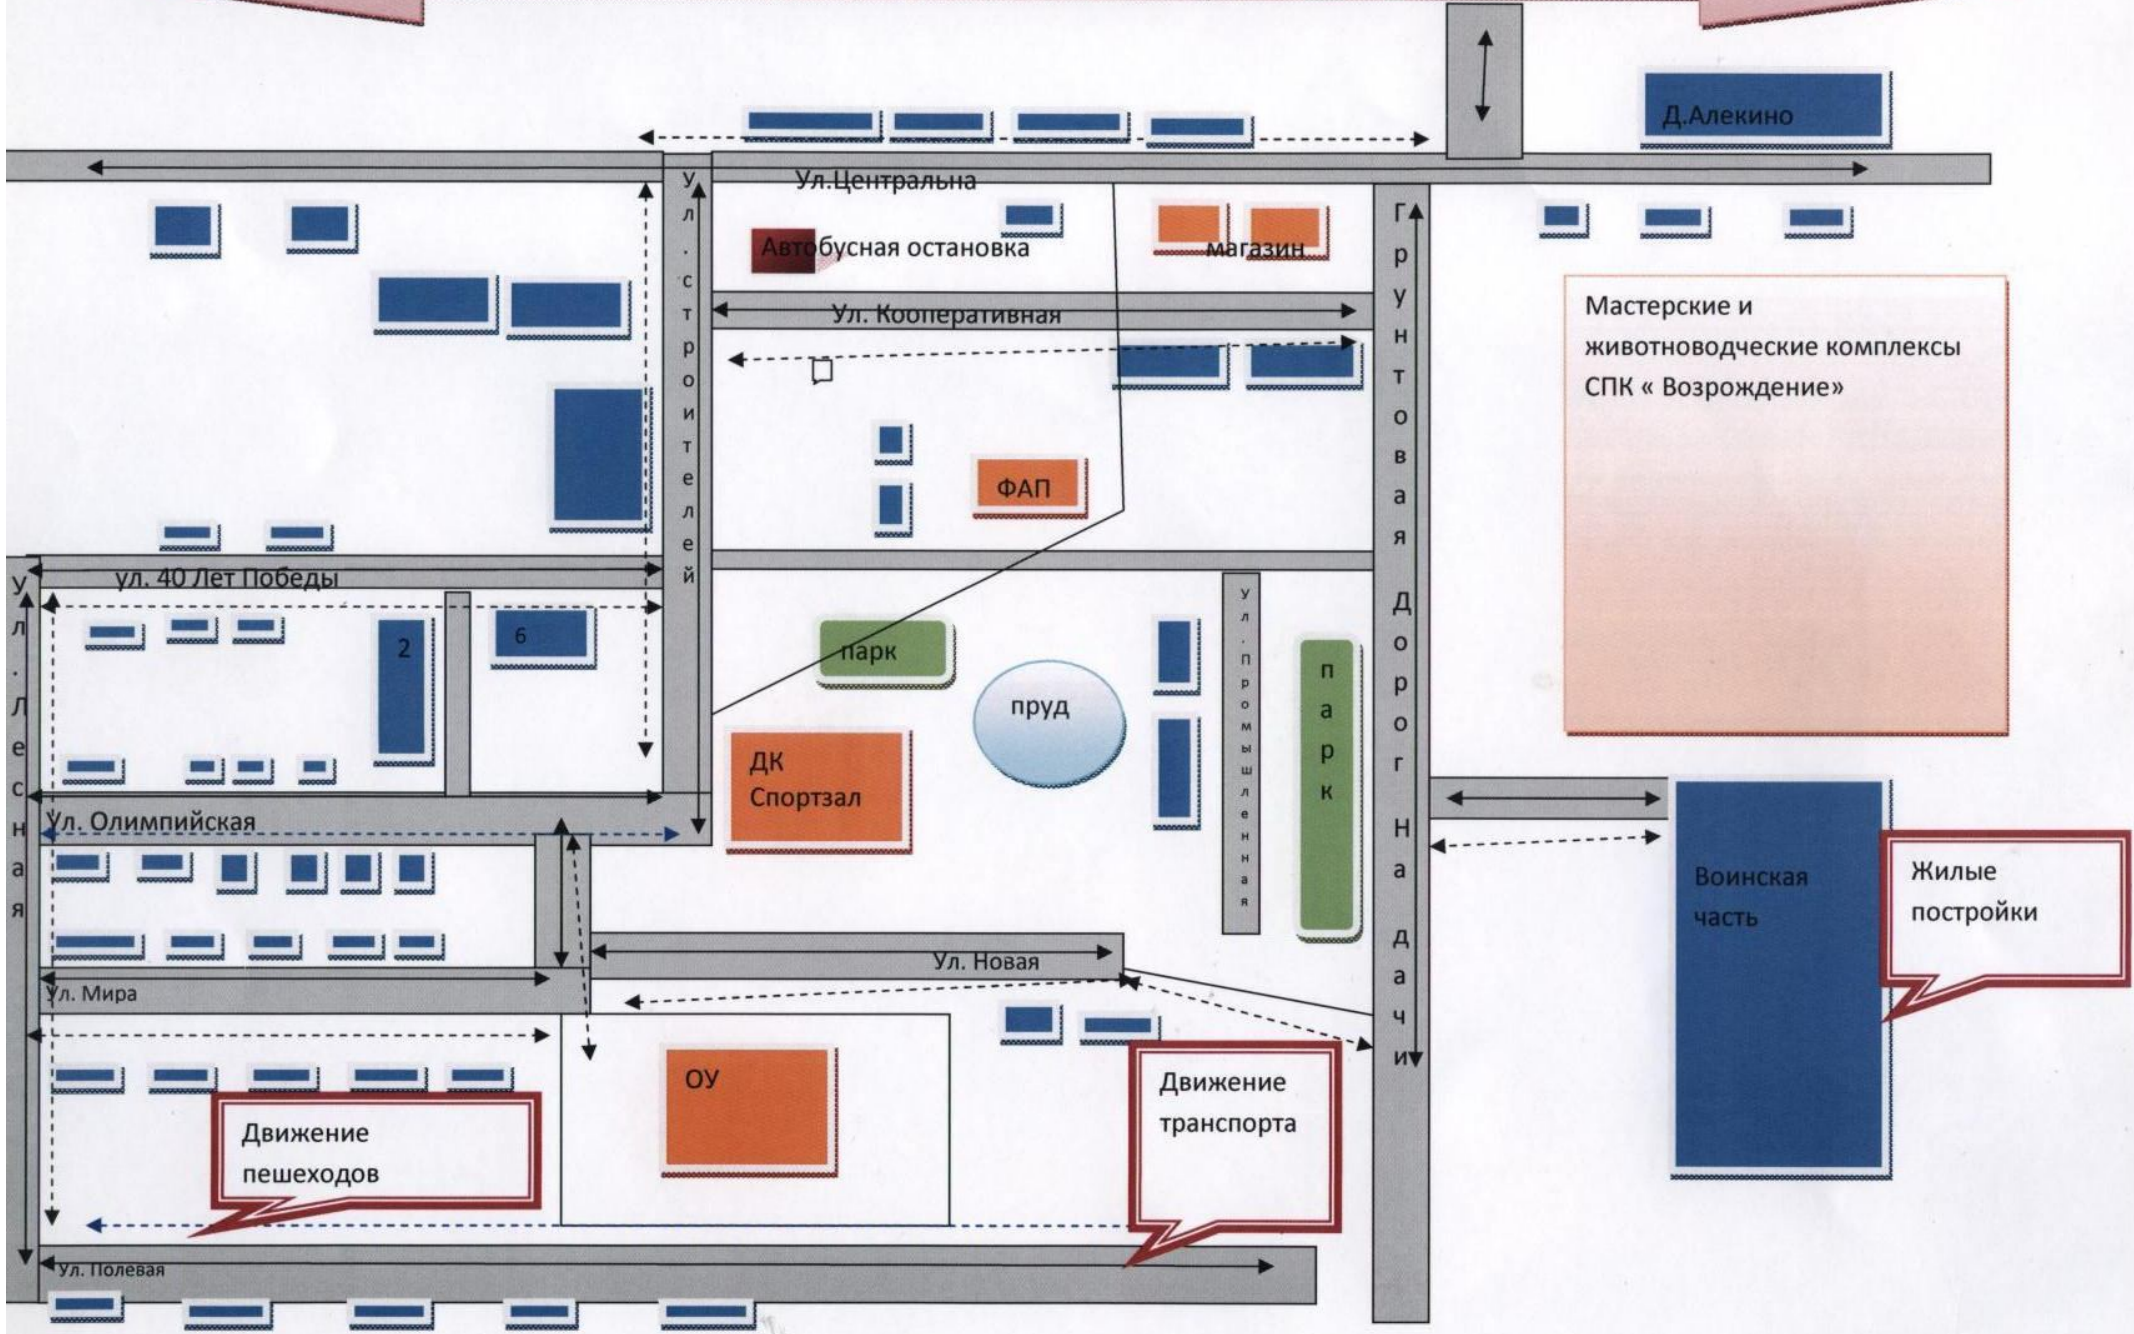 Д.Алекино
Ул.Центральна
Автобусная остановка
магазин
Ул. Кооперативная
Ул.строителей
Грунтовая Дорог На дачи
Мастерские и
животноводческие комплексы
СПК « Возрождение»
ФАП
ул. 40 Лет Победы
Ул.Лесная
2
6
парк
пруд
Ул.Промышленная
парк
ДК
Спортзал
Ул. Олимпийская
Воинская
часть
Жилые
постройки
Ул. Новая
Ул. Мира
ОУ
Движение
транспорта
Движение
пешеходов
Ул. Полевая